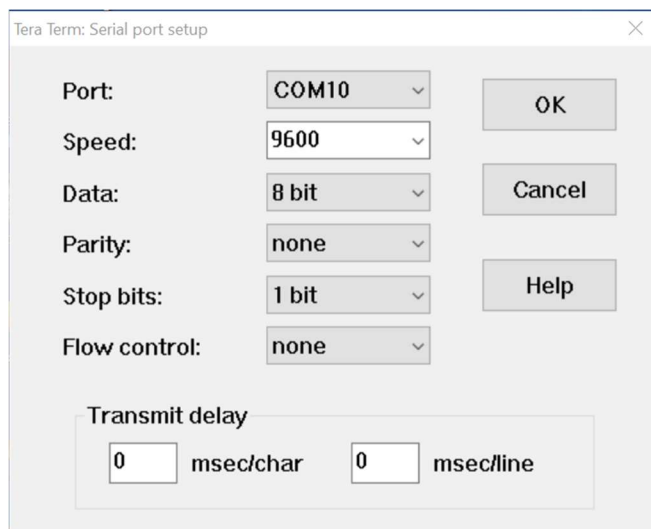 Tera Term: Serial port setup
Port: COM10
OK
Speed: 9600
Data: 8 bit
Cancel
Parity: none
Stop bits: 1 bit
Help
Flow control: none
Transmit delay
0 msec/char 0 msec/line